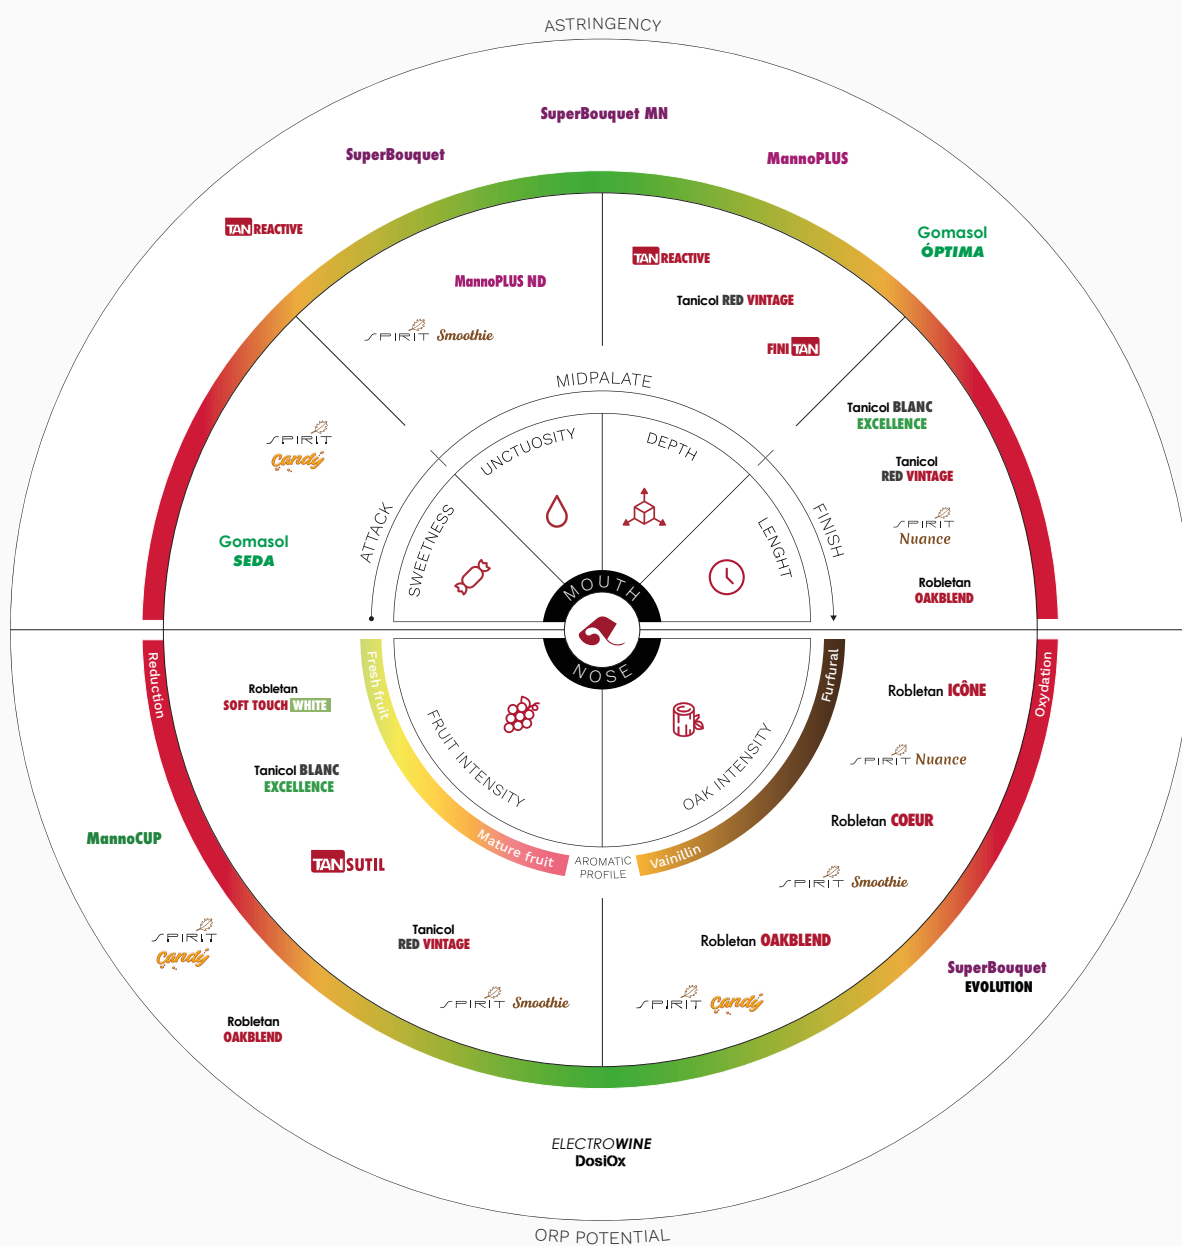 ASTRINGENCY
SuperBouquet MN
SuperBouquet
MannoPLUS
TAN REACTIVE
Gomasol
ÓPTIMA
TAN REACTIVE
MannoPLUS ND
Tanicol RED VINTAGE
SPIRIT Smoothie
FINI TAN
MIDPALATE
Tanicol BLANC
EXCELLENCE
SPIRIT
Candy
UNCTUOSITY
DEPTH
Tanicol
RED VINTAGE
ATTACK
SWEETNESS
LENGHT
FINISH
SPIRIT
Nuance
Gomasol
SEDA
Robletan
OAKBLEND
MOUTH
NOSE
Reduction
Fresh fruit
Furfural
Oxydation
Robletan
SOFT TOUCH WHITE
Robletan ICÔNE
FRUIT INTENSITY
OAK INTENSITY
SPIRIT Nuance
Tanicol BLANC
EXCELLENCE
MannoCUP
Robletan COEUR
Mature fruit
AROMATIC
PROFILE
Vainillin
TAN SUTIL
SPIRIT Smoothie
Tanicol
RED VINTAGE
Robletan OAKBLEND
SPIRIT
Candy
SuperBouquet
EVOLUTION
SPIRIT Smoothie
SPIRIT Candy
Robletan
OAKBLEND
ELECTROWINE
DosiOx
ORP POTENTIAL